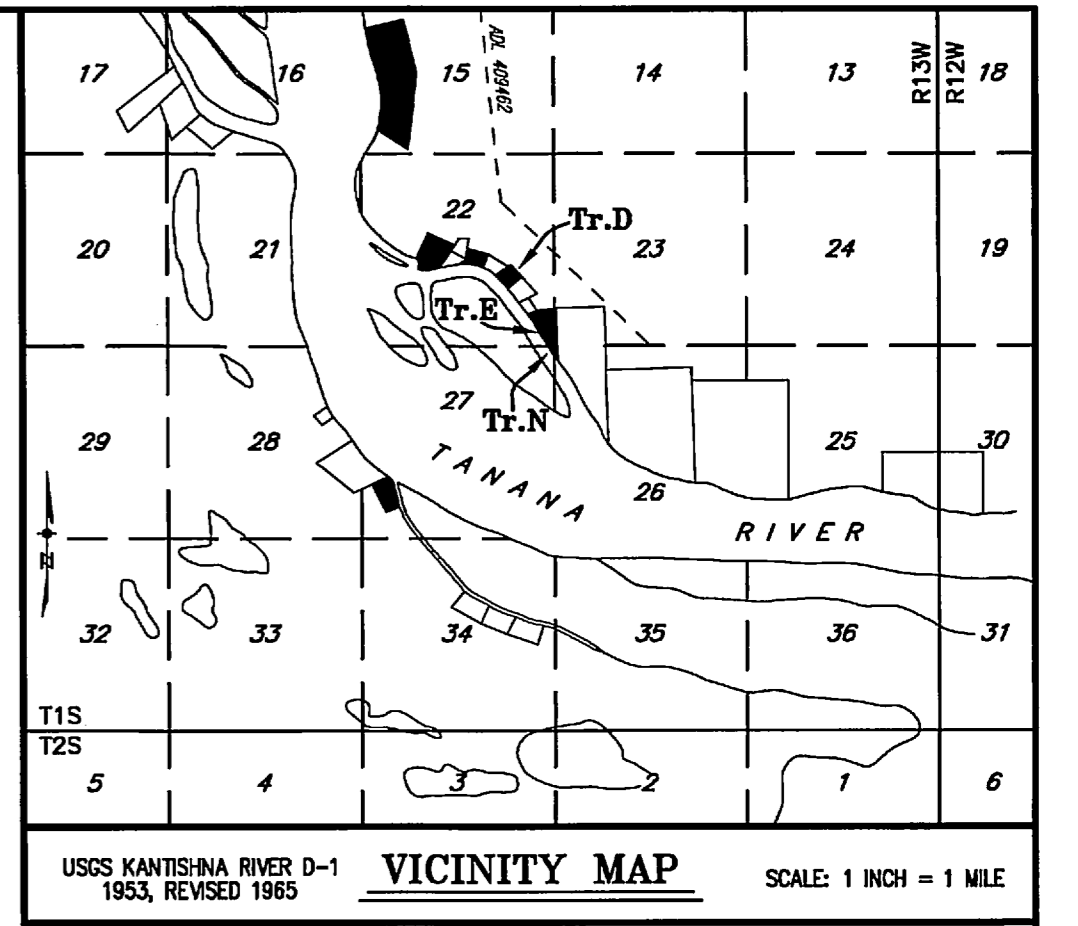 17 16 15 14 13 18
ADL 409462
R13W
R12W
22
Tr.D
20 21 23 24 19
Tr.E
27
Tr.N
29 28 25 30
TANANA
26
RIVER
N
32 33 34 35 36 31
T1S
T2S
5 4 3 2 1 6
USGS KANTISHNA RIVER D-1
1953, REVISED 1965
VICINITY MAP
SCALE: 1 INCH = 1 MILE